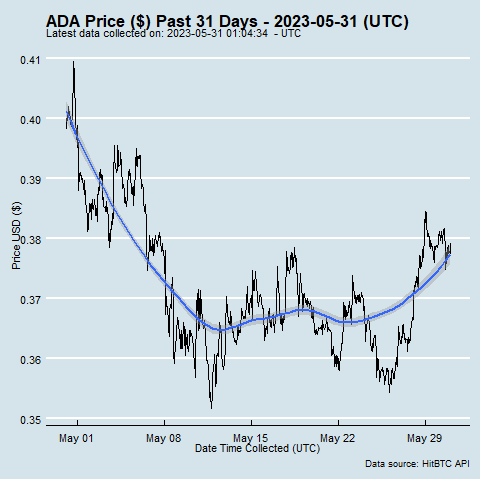 ADA Price ($) Past 31 Days - 2023-05-31 (UTC)
Latest data collected on: 2023-05-31 01:04:34 - UTC
0.41
0.40
0.39
0.38
0.37
0.36
0.35
Price USD ($)
May 01 May 08 May 15 May 22 May 29
Date Time Collected (UTC)
Data source: HitBTC API